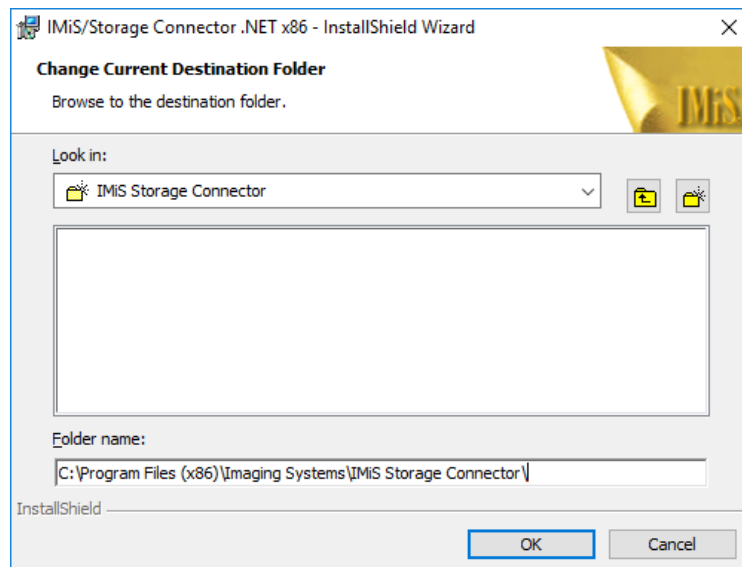 IMiS/Storage Connector .NET x86 - InstallShield Wizard
Change Current Destination Folder
Browse to the destination folder.
IMiS
Look in:
IMiS Storage Connector
Folder name:
C:\Program Files (x86)\Imaging Systems\IMiS Storage Connector\
InstallShield
OK
Cancel